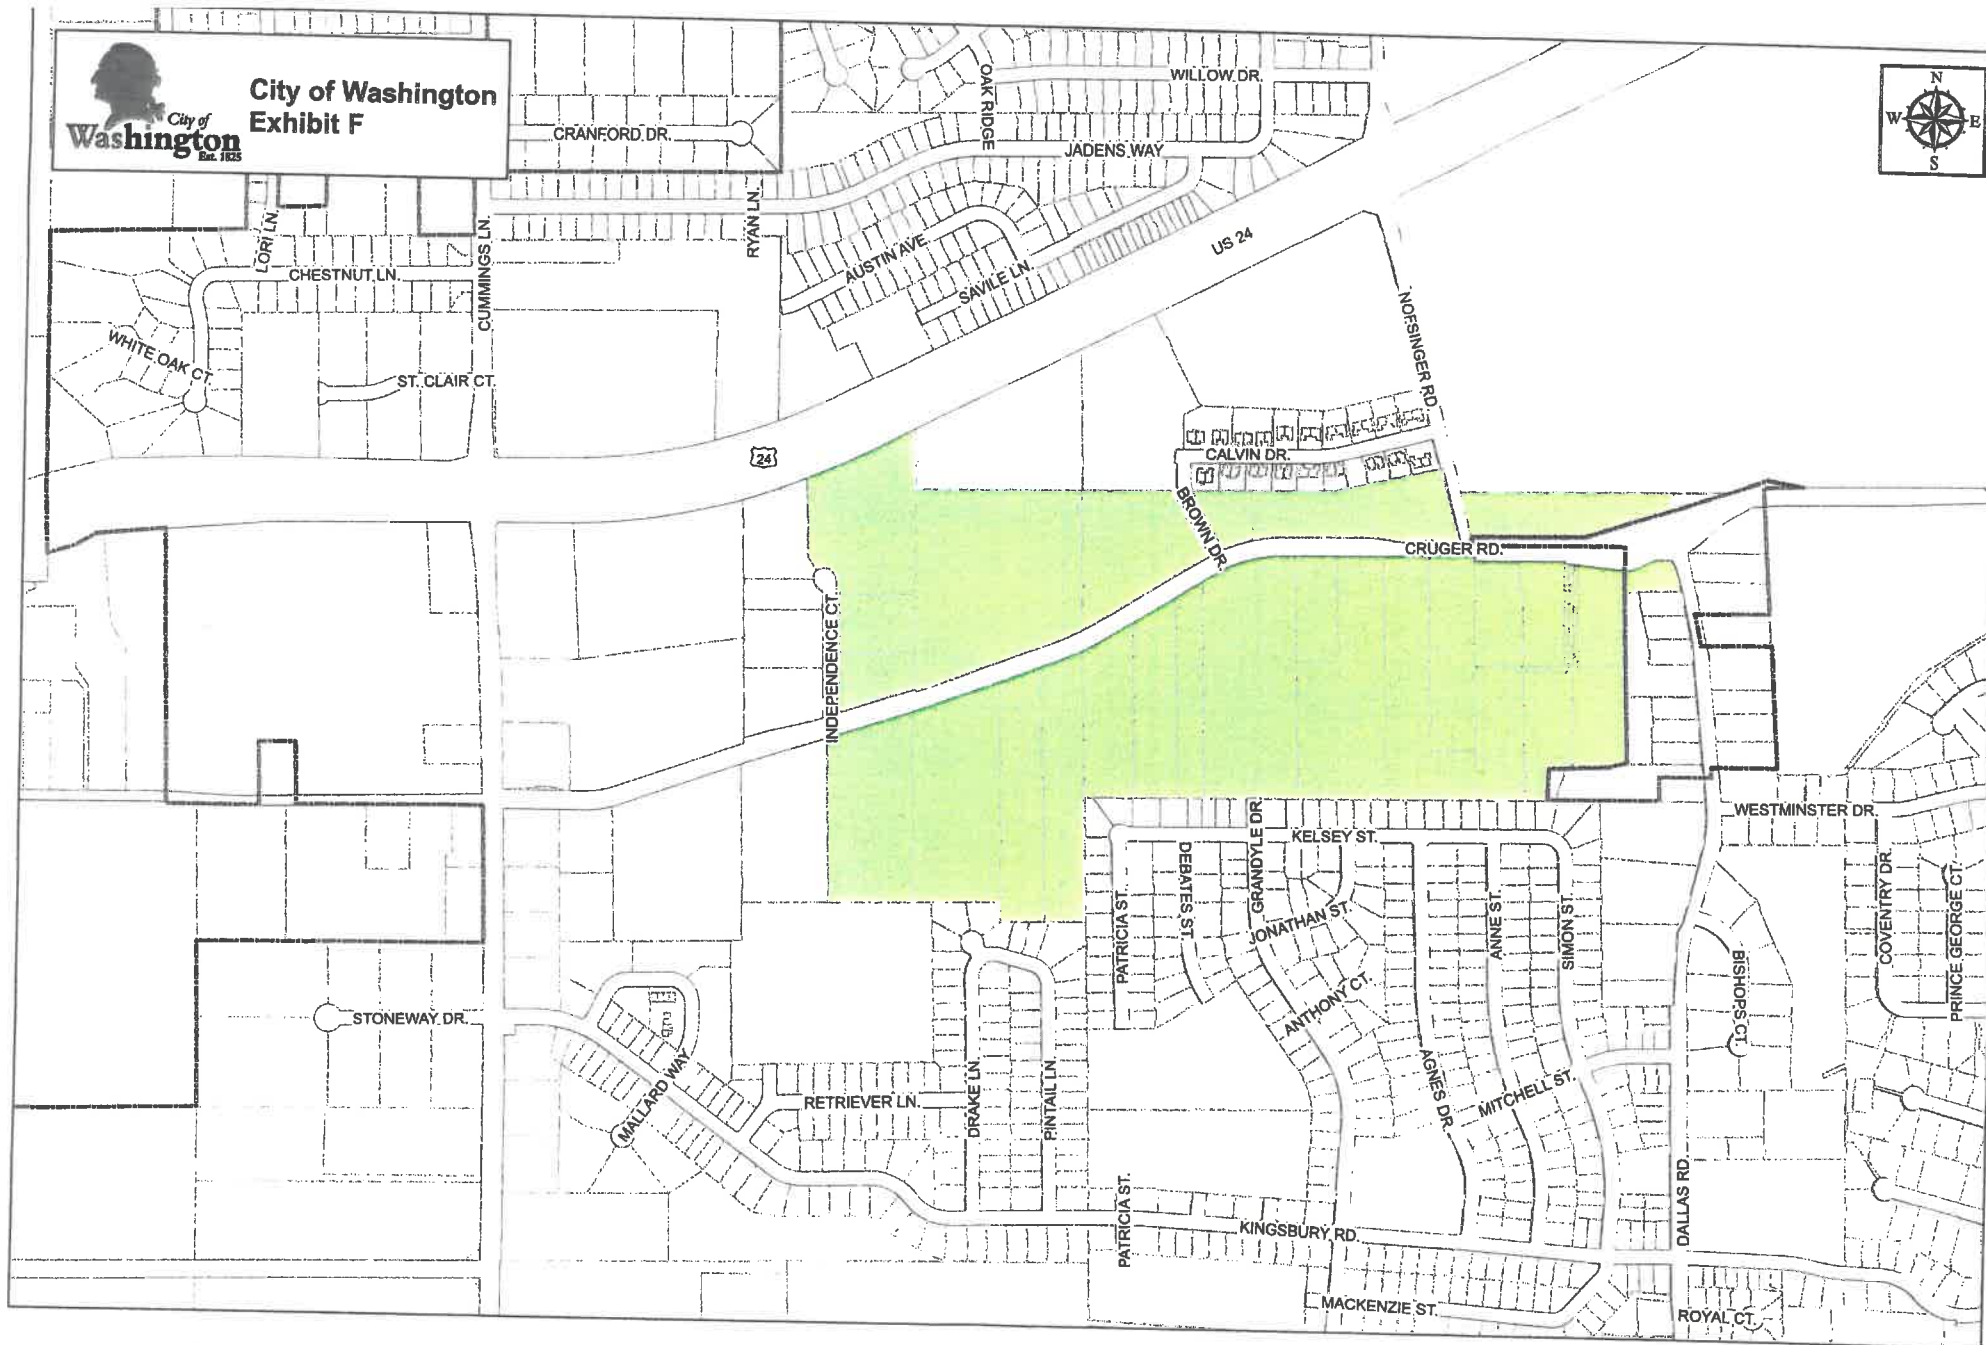 City of Washington
Exhibit F
City of
Washington
Est. 1825
N
W
E
S
OAK RIDGE
WILLOW DR.
CRANFORD DR.
JADENS WAY
RYAN LN.
LORI LN.
CUMMINGS LN.
CHESTNUT LN.
AUSTIN AVE
SAVILE LN.
US 24
NOFSINGER RD
WHITE OAK CT.
ST. CLAIR CT.
24
CALVIN DR.
BROWN DR.
CRUGER RD.
INDEPENDENCE CT.
WESTMINSTER DR.
GRANDYLE DR.
KELSEY ST.
DEBATES ST.
PATRICIA ST.
JONATHAN ST.
ANNE ST.
SIMON ST.
COVENTRY DR.
PRINCE GEORGE CT.
BISHOPS CT.
ANTHONY CT.
STONEWAY DR.
MALLARD WAY
RETRIEVER LN.
DRAKE LN.
PINTAIL LN.
AGNES DR.
MITCHELL ST.
PATRICIA ST.
KINGSBURY RD.
DALLAS RD.
MACKENZIE ST.
ROYAL CT.